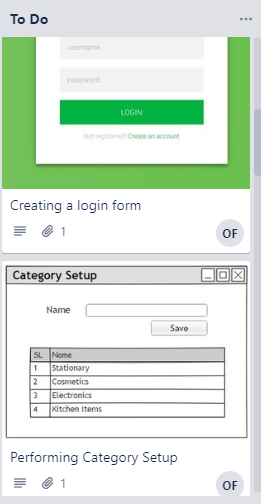 To Do
username
password
LOGIN
Not registered? Create an account
Creating a login form
1
OF
Category Setup
Name
Save
SL Name
1 Stationary
2 Cosmetics
3 Electronics
4 Kitchen Items
Performing Category Setup
1
OF